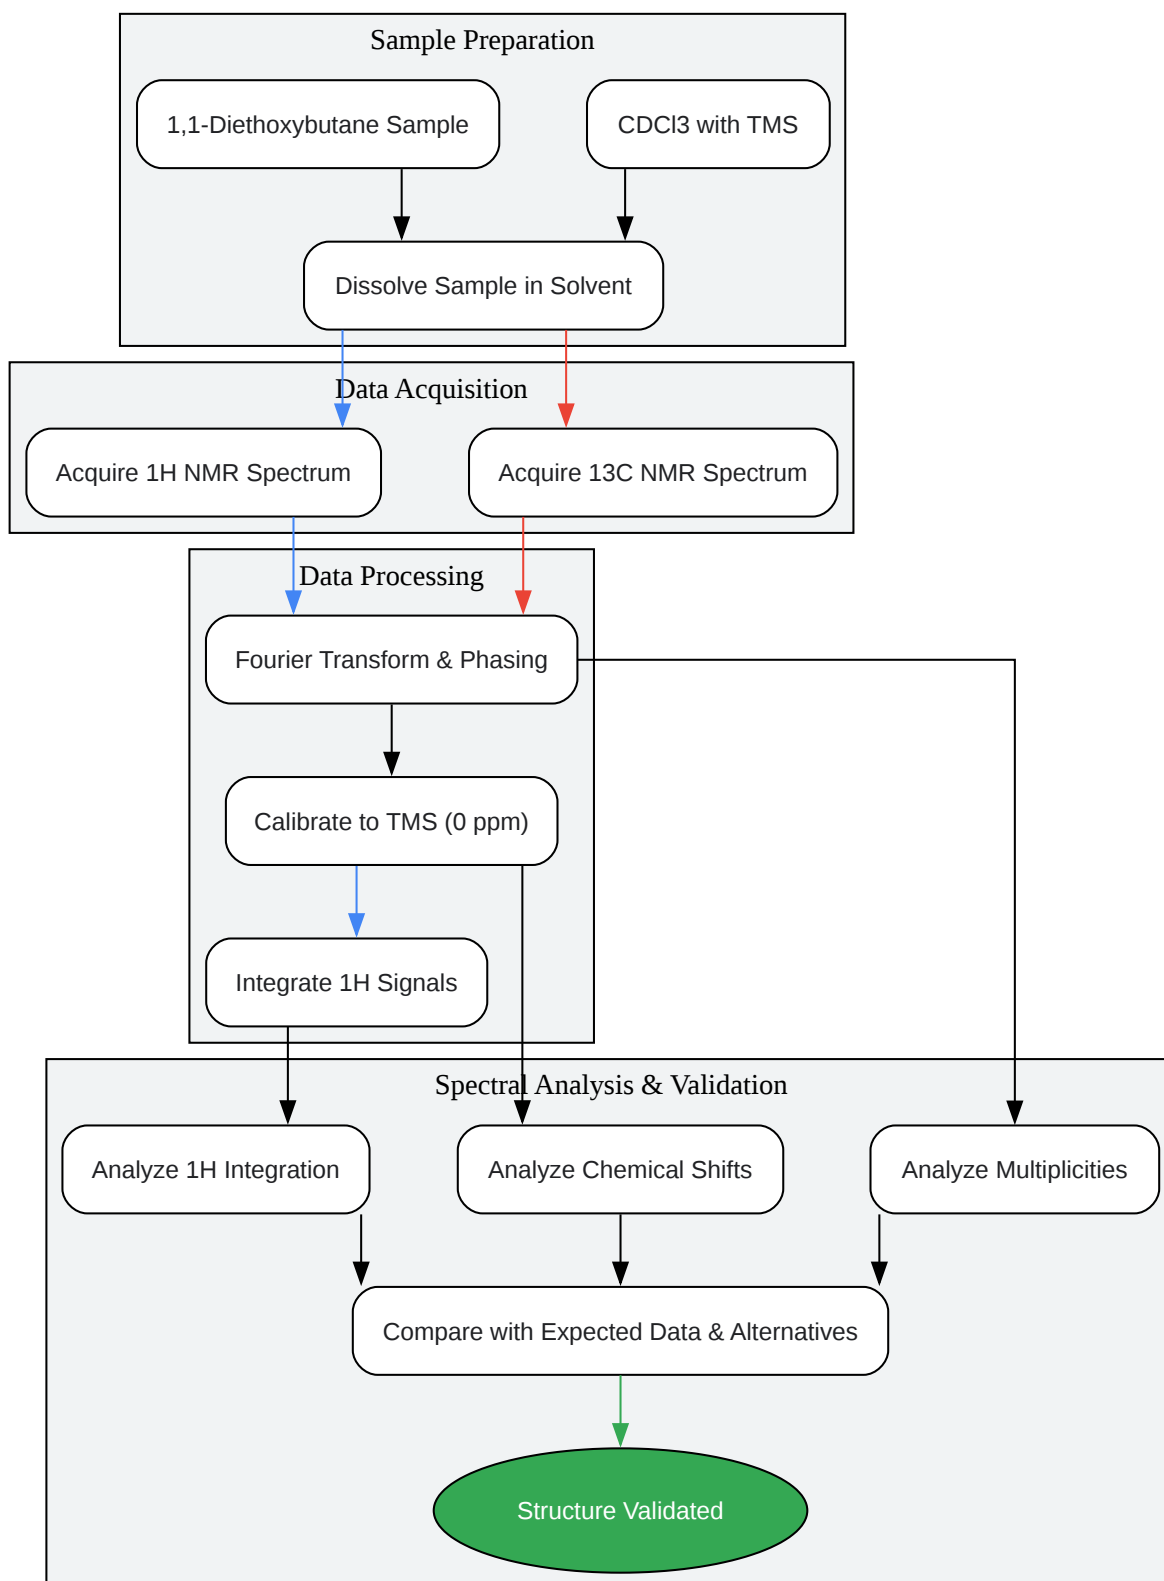 Sample Preparation
1,1-Diethoxybutane Sample
CDCl3 with TMS
Dissolve Sample in Solvent
Data Acquisition
Acquire 1H NMR Spectrum
Acquire 13C NMR Spectrum
Data Processing
Fourier Transform & Phasing
Calibrate to TMS (0 ppm)
Integrate 1H Signals
Spectral Analysis & Validation
Analyze 1H Integration
Analyze Chemical Shifts
Analyze Multiplicities
Compare with Expected Data & Alternatives
Structure Validated